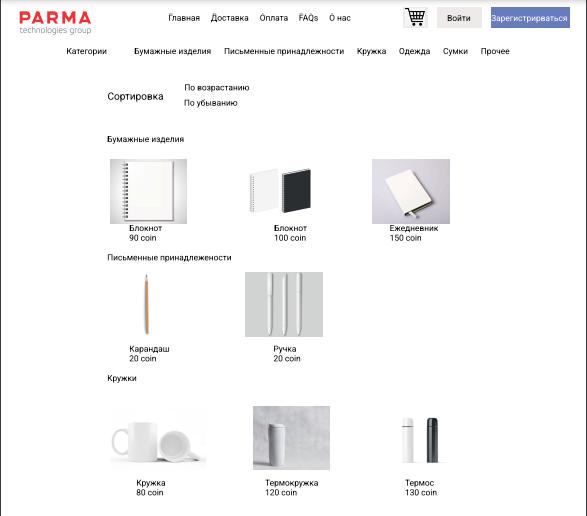 PARMA
technologies group
Главная Доставка Оплата FAQs О нас
Войти
Зарегистрирваться
Категории Бумажные изделия Письменные принадлежности Кружка Одежда Сумки Прочее
Сортировка
По возрастанию
По убыванию
Бумажные изделия
Блокнот Блокнот Ежедневник
90 coin 100 coin 150 coin
Письменные принадлежености
Карандаш Ручка
20 coin 20 coin
Кружки
Кружка Термокружка Термос
80 coin 120 coin 130 coin